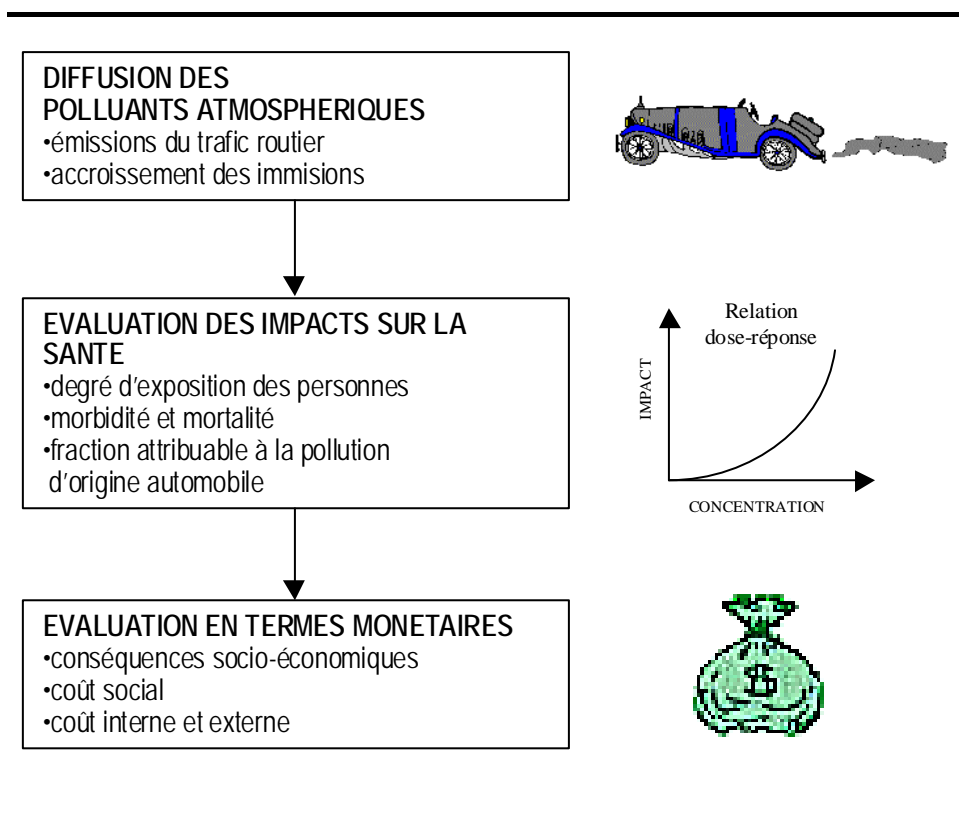 DIFFUSION DES
POLLUANTS ATMOSPHERIQUES
•émissions du trafic routier
•accroissement des immisions
EVALUATION DES IMPACTS SUR LA
SANTE
•degré d'exposition des personnes
•morbidité et mortalité
•fraction attribuable à la pollution
d'origine automobile
Relation
dose-réponse
IMPACT
CONCENTRATION
EVALUATION EN TERMES MONETAIRES
•conséquences socio-économiques
•coût social
•coût interne et externe
$